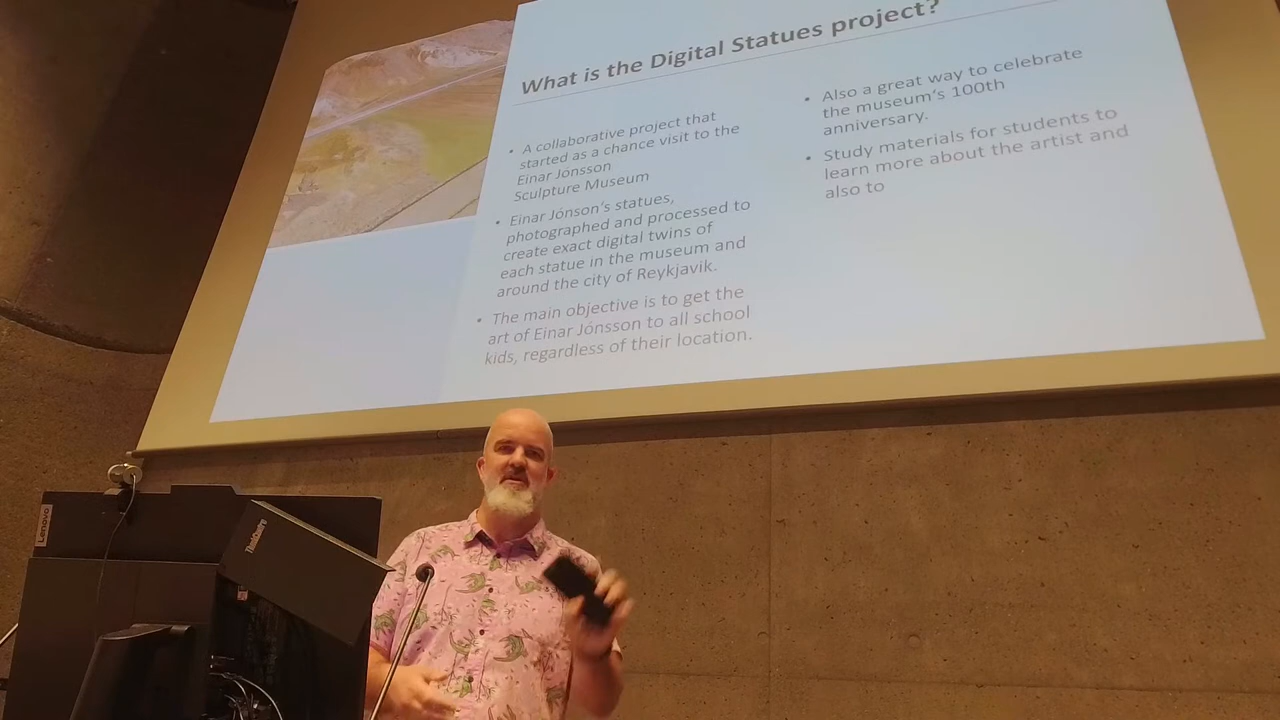 What is the Digital Statues project?
• A collaborative project that
started as a chance visit to the
Einar Jónsson
Sculpture Museum
• Einar Jónson's statues,
photographed and processed to
create exact digital twins of
each statue in the museum and
around the city of Reykjavik.
• The main objective is to get the
art of Einar Jónsson to all school
kids, regardless of their location.
• Also a great way to celebrate
the museum's 100th
anniversary.
• Study materials for students to
learn more about the artist and
also to
Lenovo
ThinkCentre